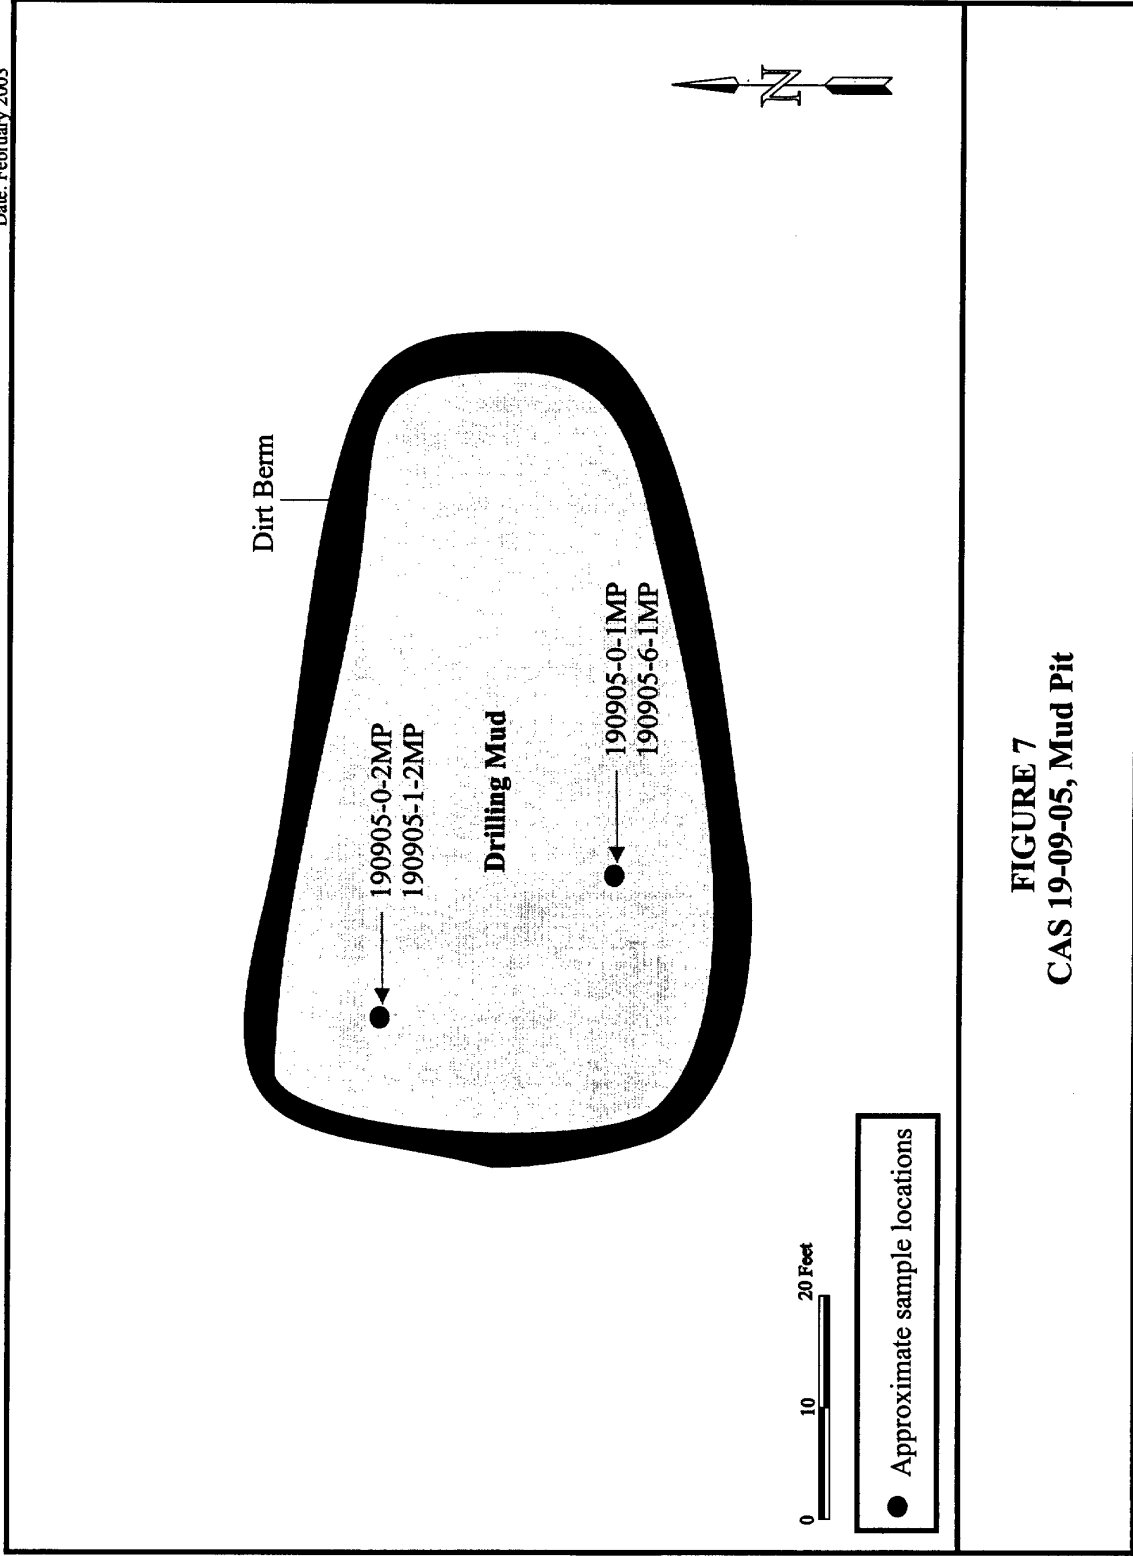 Date: February 2003
N
Dirt Berm
190905-0-2MP
190905-1-2MP
Drilling Mud
190905-0-1MP
190905-6-1MP
0 10 20 Feet
Approximate sample locations
FIGURE 7
CAS 19-09-05, Mud Pit